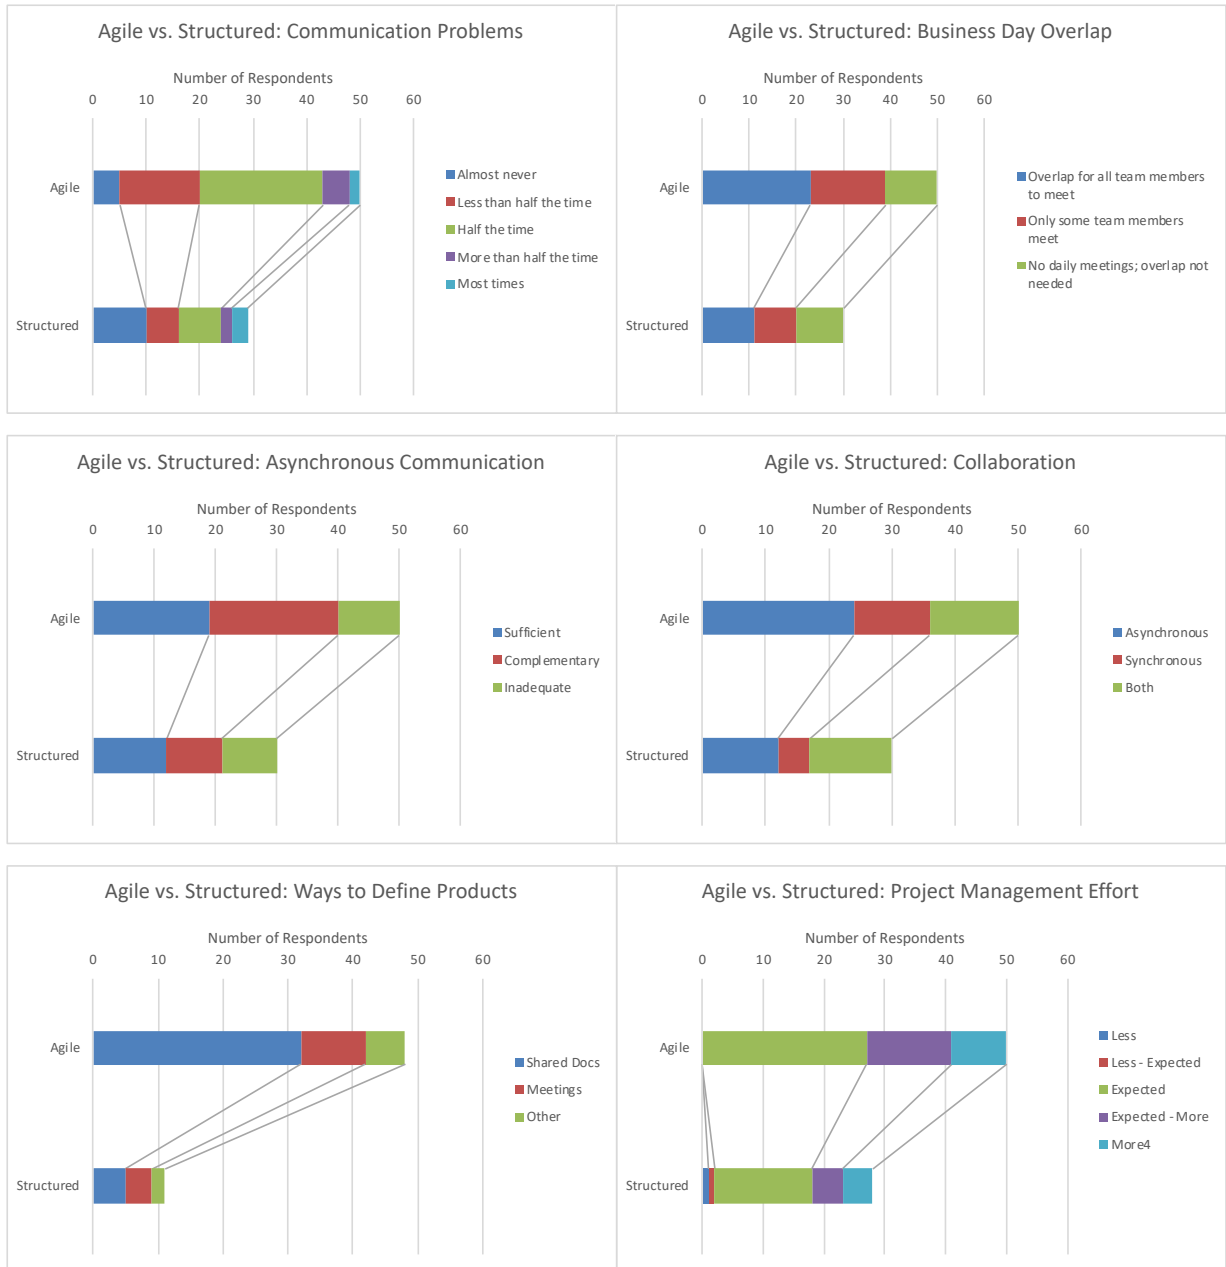 Agile vs. Structured: Communication Problems
Number of Respondents
0 10 20 30 40 50 60
Agile
Structured
Almost never
Less than half the time
Half the time
More than half the time
Most times
Agile vs. Structured: Business Day Overlap
Number of Respondents
0 10 20 30 40 50 60
Agile
Structured
Overlap for all team members
to meet
Only some team members
meet
No daily meetings; overlap not
needed
Agile vs. Structured: Asynchronous Communication
Number of Respondents
0 10 20 30 40 50 60
Agile
Structured
Sufficient
Complementary
Inadequate
Agile vs. Structured: Collaboration
Number of Respondents
0 10 20 30 40 50 60
Agile
Structured
Asynchronous
Synchronous
Both
Agile vs. Structured: Ways to Define Products
Number of Respondents
0 10 20 30 40 50 60
Agile
Structured
Shared Docs
Meetings
Other
Agile vs. Structured: Project Management Effort
Number of Respondents
0 10 20 30 40 50 60
Agile
Structured
Less
Less - Expected
Expected
Expected - More
More4